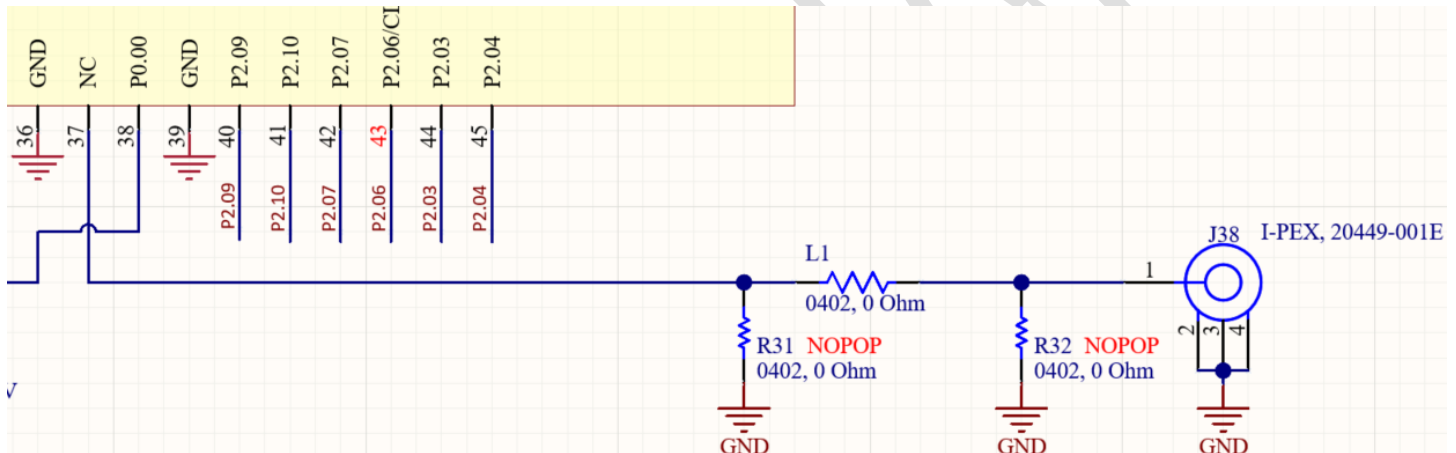 GND
NC
P0.00
GND
P2.09
P2.10
P2.07
P2.06/CL
P2.03
P2.04
36
37
38
39
40
41
42
43
44
45
P2.09
P2.10
P2.07
P2.06
P2.03
P2.04
J38 I-PEX, 20449-001E
L1
1
0402, 0 Ohm
2
3
4
R31 NOPOP
0402, 0 Ohm
R32 NOPOP
0402, 0 Ohm
V
GND
GND
GND